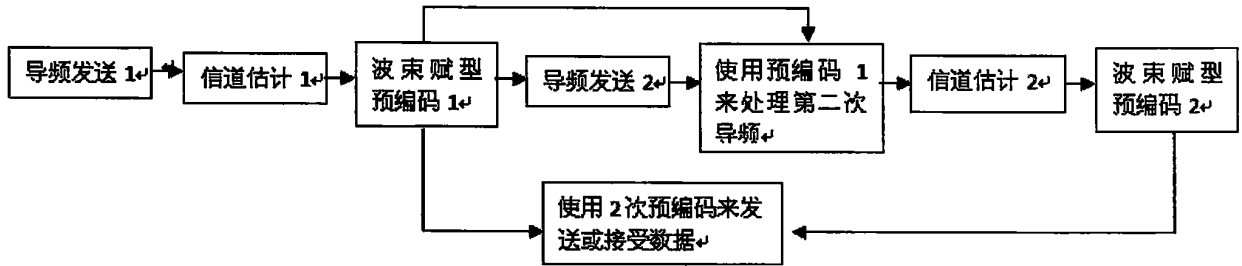 导频发送 1↵
信道估计 1↵
波束赋型
预编码 1↵
导频发送 2↵
使用预编码 1
来处理第二次
导频↵
信道估计 2↵
波束赋型
预编码 2↵
使用 2 次预编码来发
送或接受数据↵